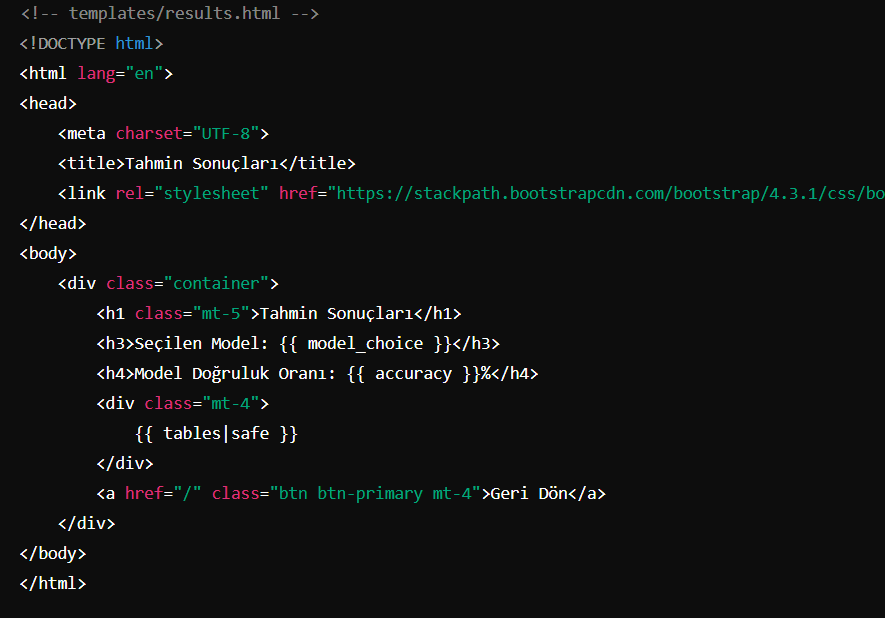 <!-- templates/results.html -->
<!DOCTYPE html>
<html lang="en">
<head>
    <meta charset="UTF-8">
    <title>Tahmin Sonuçları</title>
    <link rel="stylesheet" href="https://stackpath.bootstrapcdn.com/bootstrap/4.3.1/css/bo
</head>
<body>
    <div class="container">
        <h1 class="mt-5">Tahmin Sonuçları</h1>
        <h3>Seçilen Model: {{ model_choice }}</h3>
        <h4>Model Doğruluk Oranı: {{ accuracy }}%</h4>
        <div class="mt-4">
            {{ tables|safe }}
        </div>
        <a href="/" class="btn btn-primary mt-4">Geri Dön</a>
    </div>
</body>
</html>